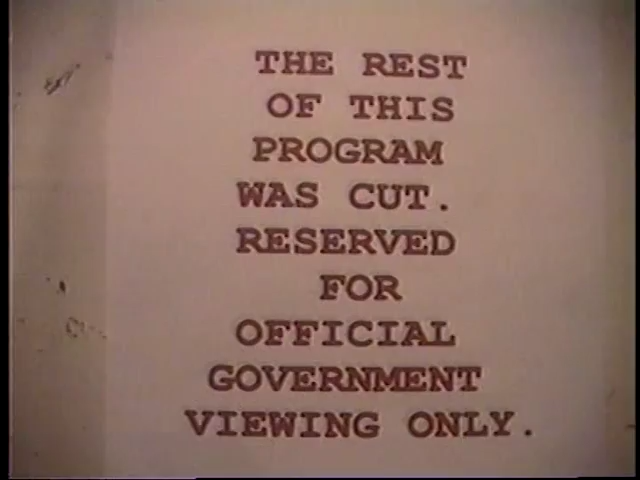 THE REST
OF THIS
PROGRAM
WAS CUT.
RESERVED
FOR
OFFICIAL
GOVERNMENT
VIEWING ONLY.